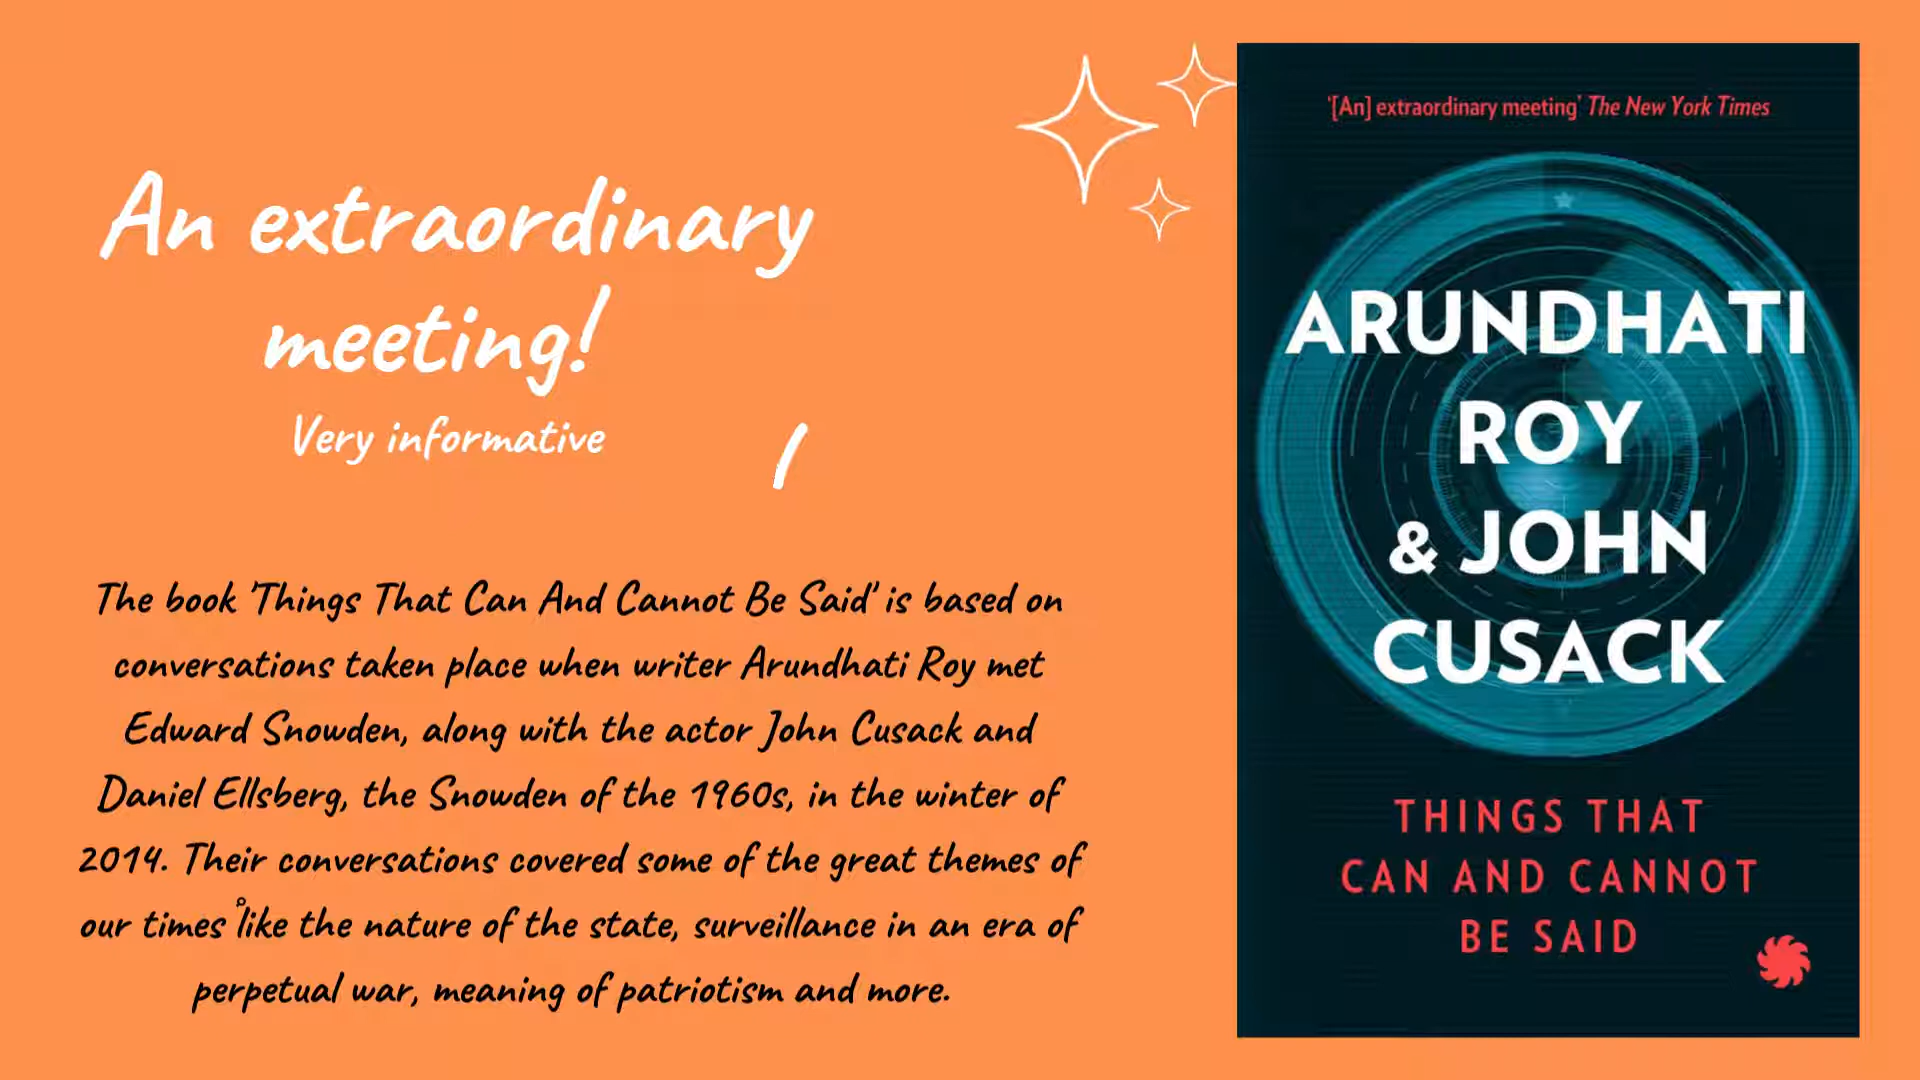 An extraordinary
meeting!
Very informative
The book 'Things That Can And Cannot Be Said' is based on
conversations taken place when writer Arundhati Roy met
Edward Snowden, along with the actor John Cusack and
Daniel Ellsberg, the Snowden of the 1960s, in the winter of
2014. Their conversations covered some of the great themes of
our times like the nature of the state, surveillance in an era of
perpetual war, meaning of patriotism and more.
'[An] extraordinary meeting' The New York Times
ARUNDHATI
ROY
& JOHN
CUSACK
THINGS THAT
CAN AND CANNOT
BE SAID